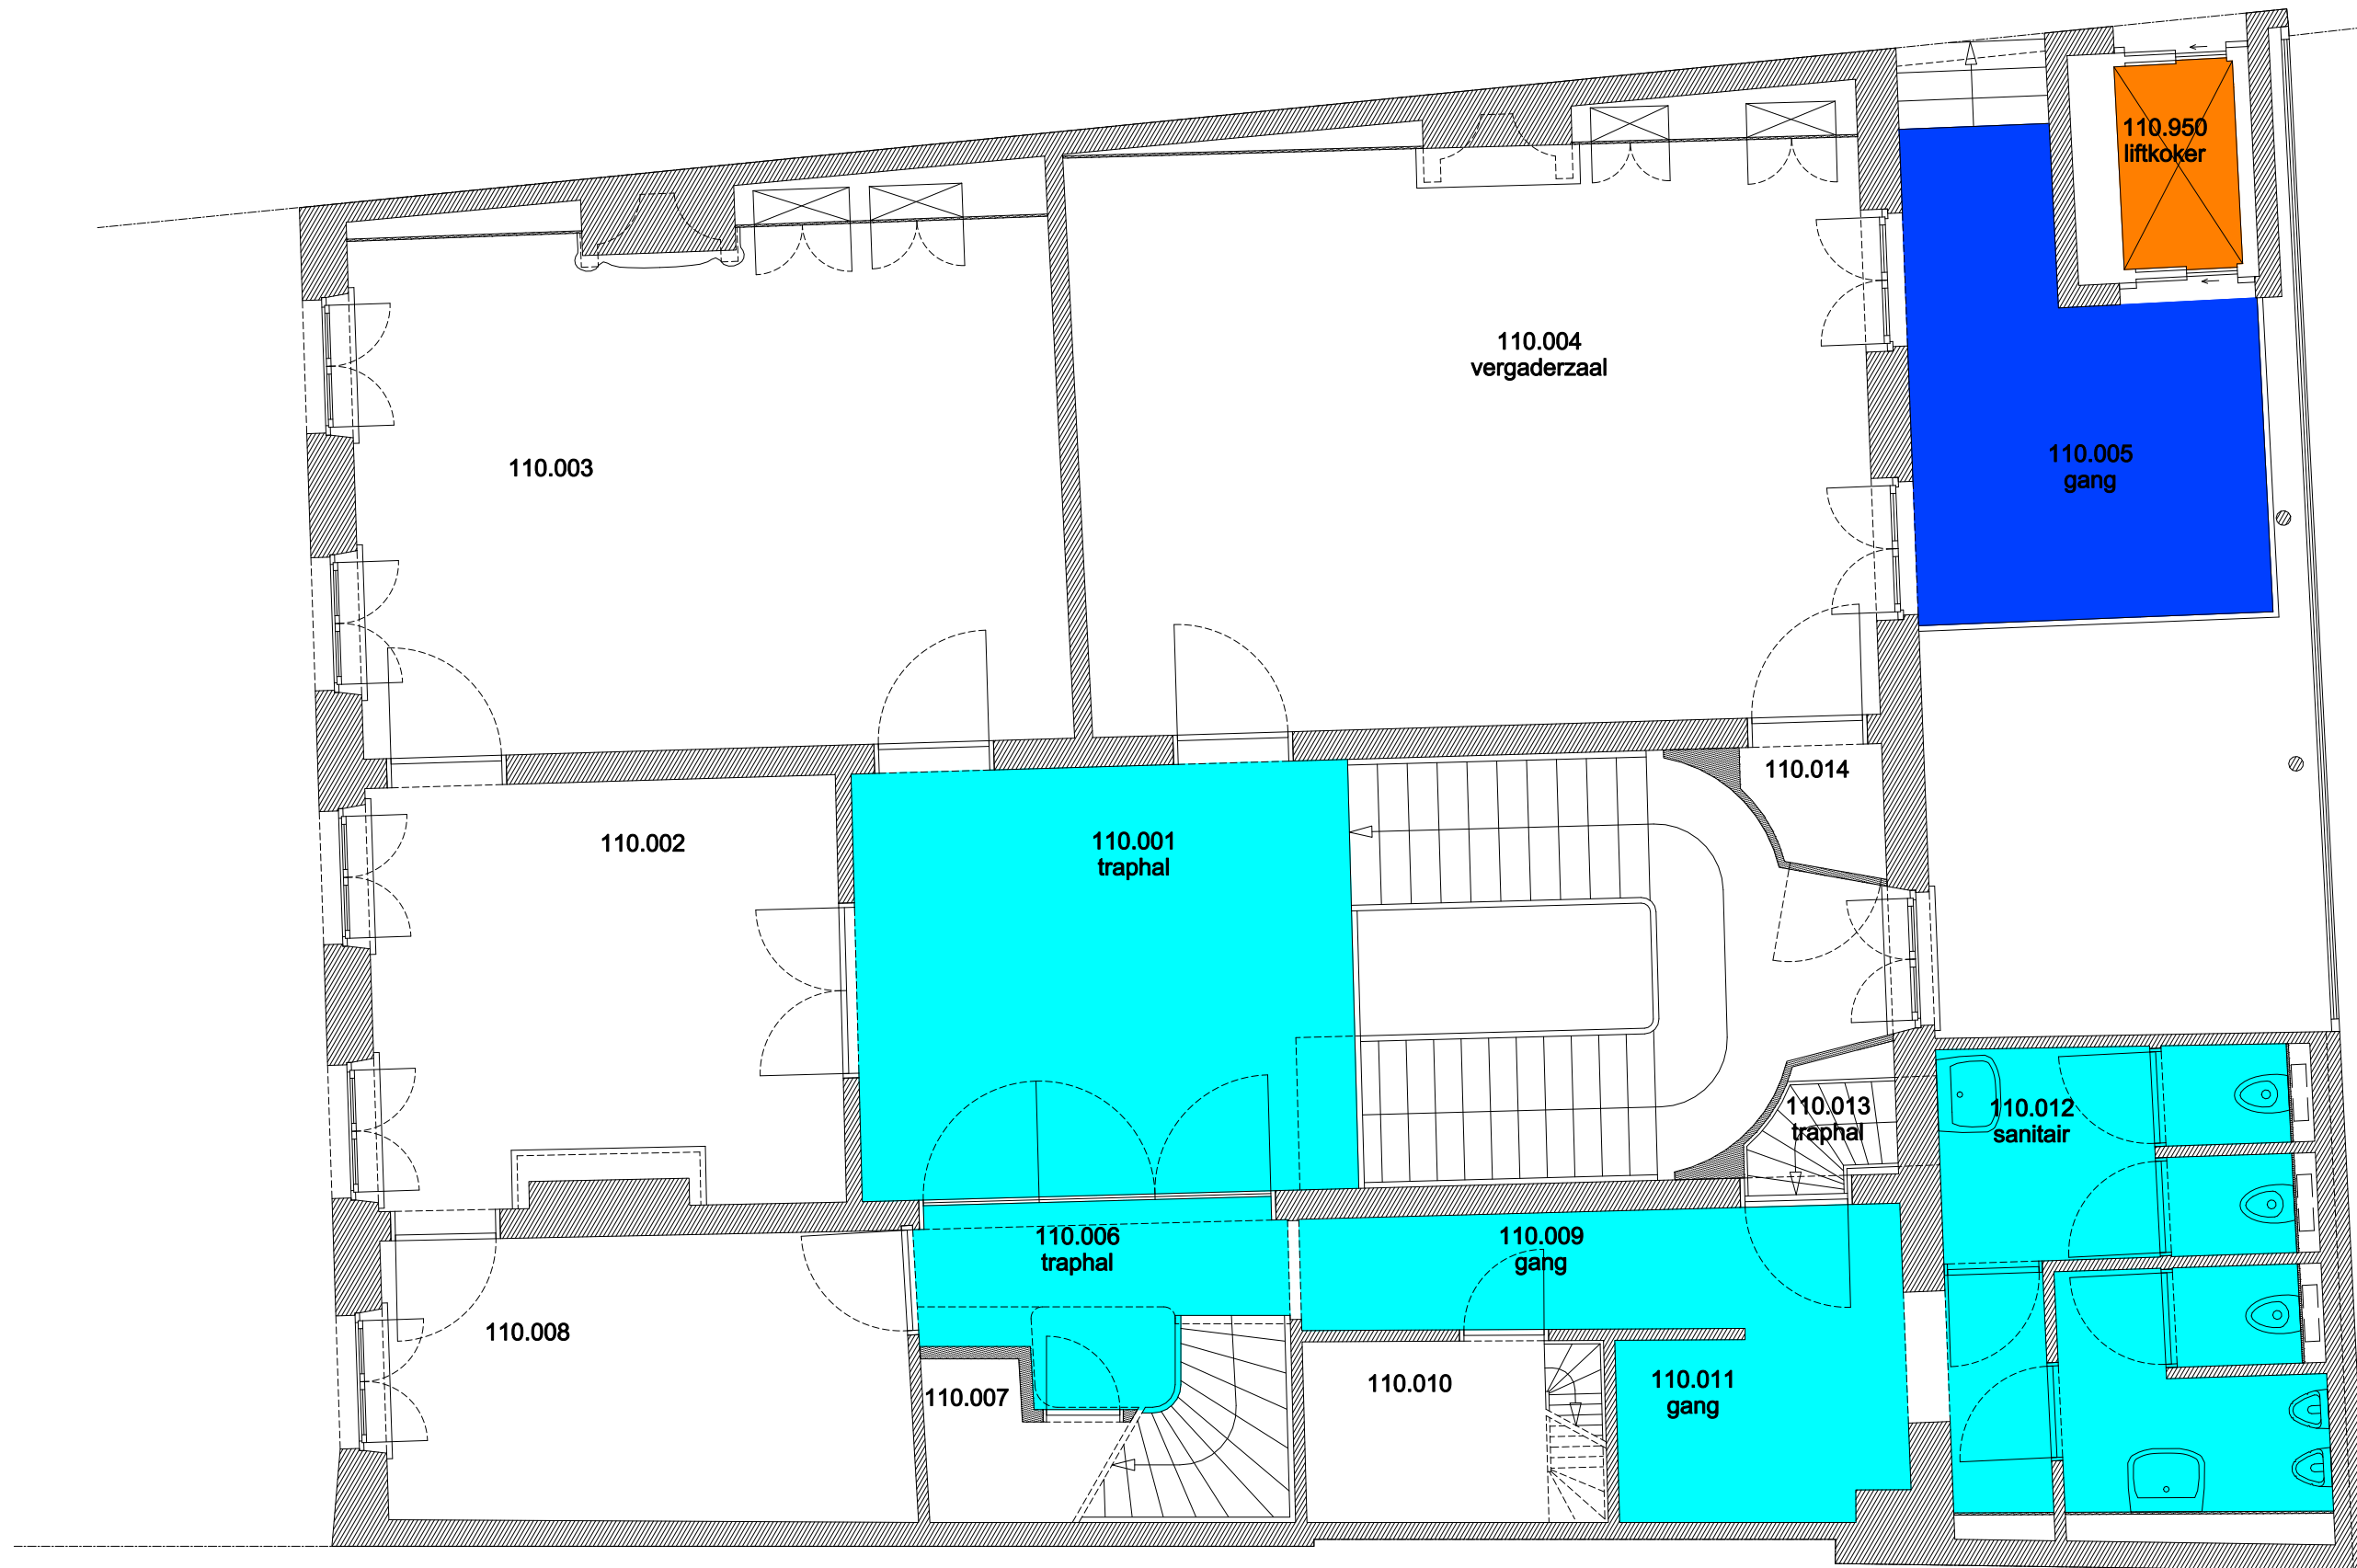 110.950
liftkoker
110.004
vergaderzaal
110.003
110.005
gang
110.014
110.002
110.001
traphal
110.013
traphal
110.012
sanitair
110.006
traphal
110.009
gang
110.008
110.007
110.010
110.011
gang